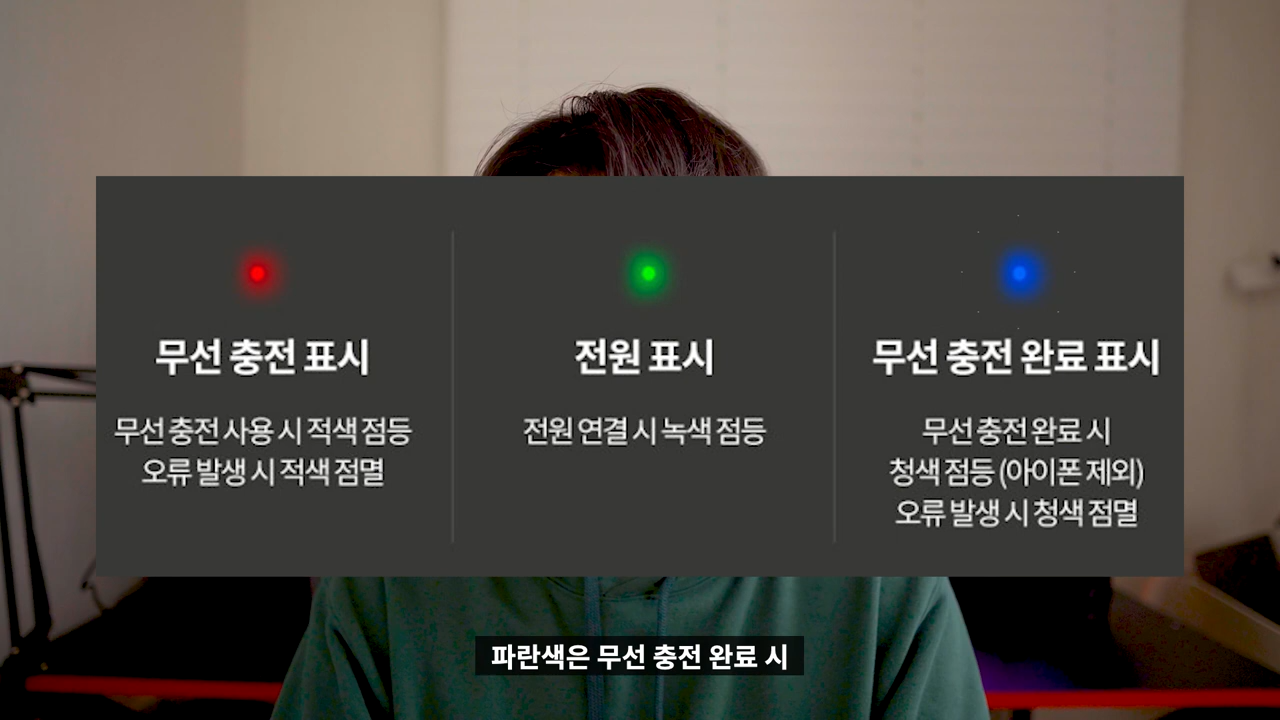 무선 충전 표시
무선 충전 사용 시 적색 점등
오류 발생 시 적색 점멸
전원 표시
전원 연결 시 녹색 점등
무선 충전 완료 표시
무선 충전 완료 시
청색 점등 (아이폰 제외)
오류 발생 시 청색 점멸
파란색은 무선 충전 완료 시